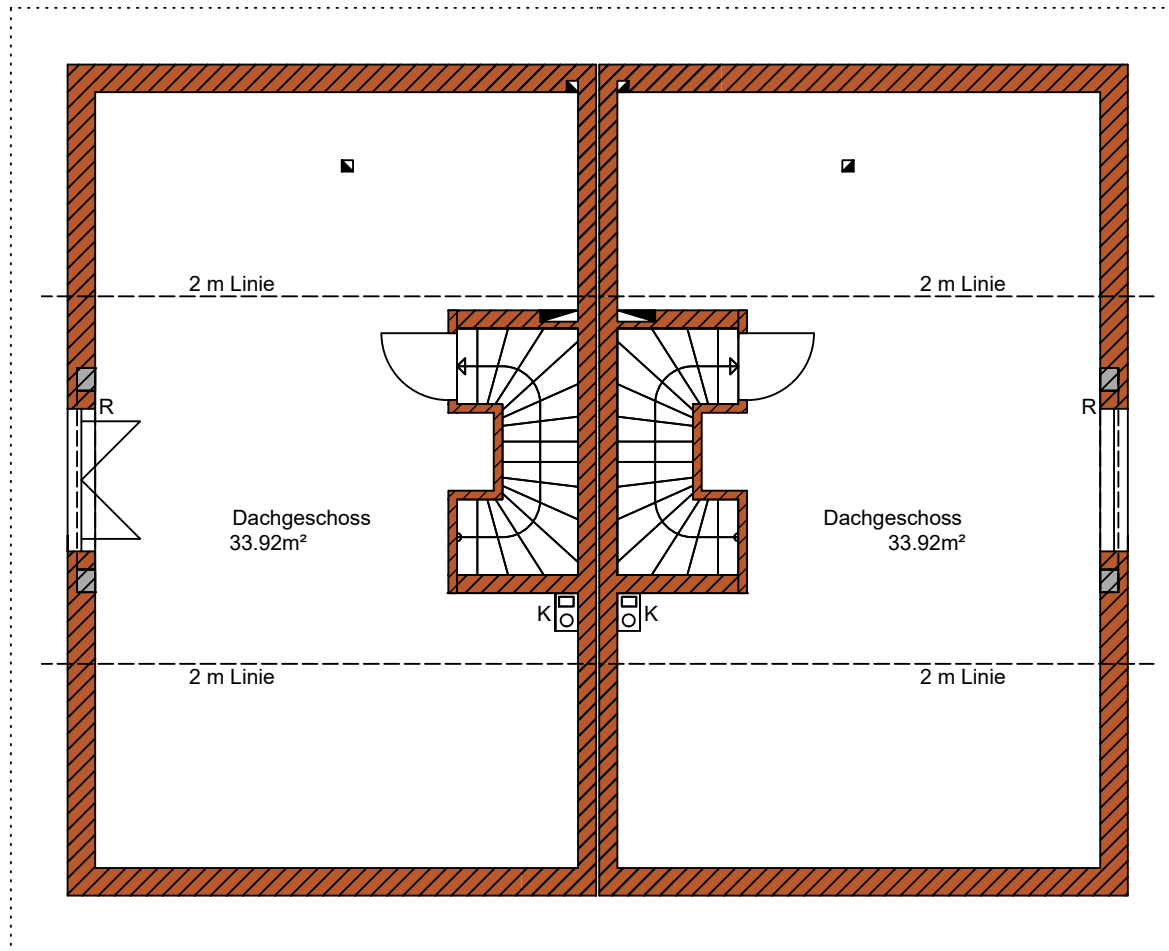 2 m Linie
2 m Linie
R
R
Dachgeschoss
33.92m²
Dachgeschoss
33.92m²
K
K
2 m Linie
2 m Linie